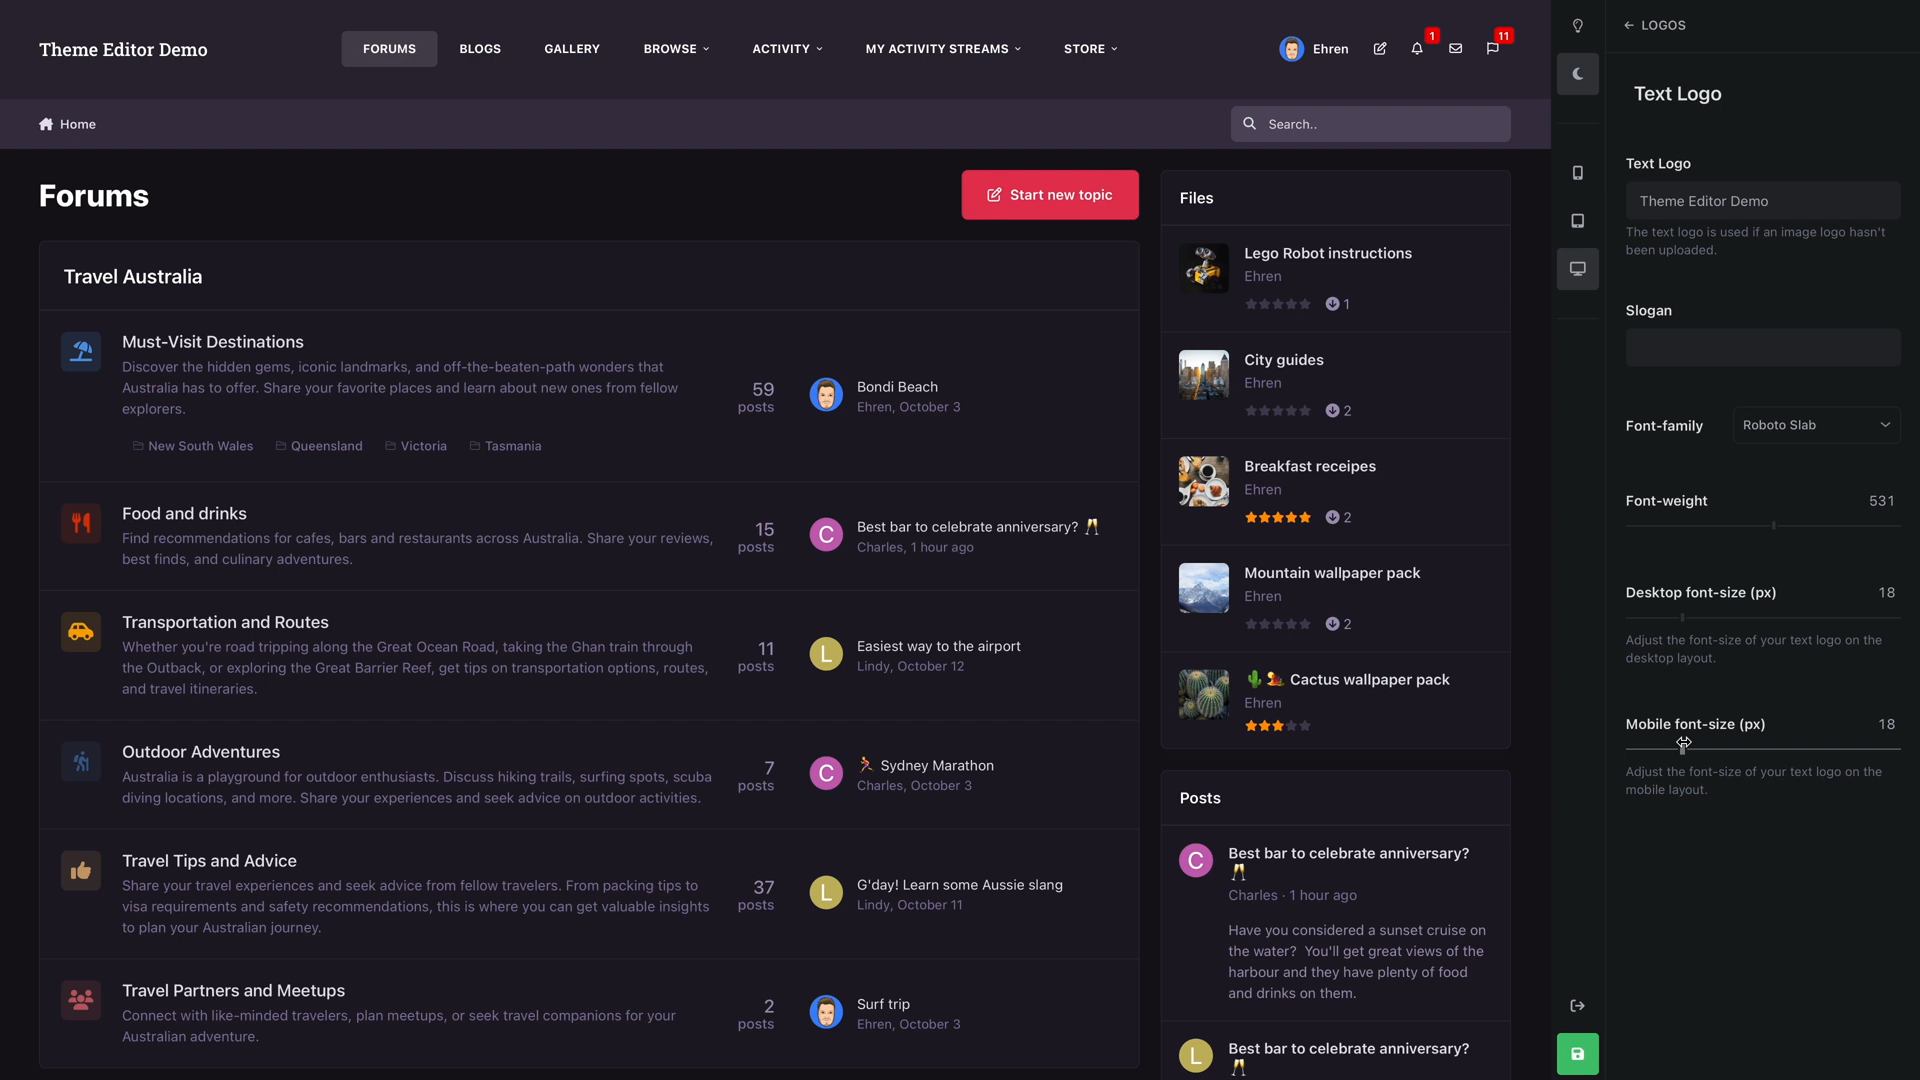 Theme Editor Demo
FORUMS
BLOGS
GALLERY
BROWSE
ACTIVITY
MY ACTIVITY STREAMS
STORE
Ehren
1
11
Home
Search..
Forums
Start new topic
Travel Australia
Must-Visit Destinations
Discover the hidden gems, iconic landmarks, and off-the-beaten-path wonders that
Australia has to offer. Share your favorite places and learn about new ones from fellow
explorers.
New South Wales
Queensland
Victoria
Tasmania
59
posts
Bondi Beach
Ehren, October 3
Food and drinks
Find recommendations for cafes, bars and restaurants across Australia. Share your reviews,
best finds, and culinary adventures.
15
posts
C
Best bar to celebrate anniversary? 🥂
Charles, 1 hour ago
Transportation and Routes
Whether you're road tripping along the Great Ocean Road, taking the Ghan train through
the Outback, or exploring the Great Barrier Reef, get tips on transportation options, routes,
and travel itineraries.
11
posts
L
Easiest way to the airport
Lindy, October 12
Outdoor Adventures
Australia is a playground for outdoor enthusiasts. Discuss hiking trails, surfing spots, scuba
diving locations, and more. Share your experiences and seek advice on outdoor activities.
7
posts
C
Sydney Marathon
Charles, October 3
Travel Tips and Advice
Share your travel experiences and seek advice from fellow travelers. From packing tips to
visa requirements and safety recommendations, this is where you can get valuable insights
to plan your Australian journey.
37
posts
L
G'day! Learn some Aussie slang
Lindy, October 11
Travel Partners and Meetups
Connect with like-minded travelers, plan meetups, or seek travel companions for your
Australian adventure.
2
posts
Surf trip
Ehren, October 3
Files
Lego Robot instructions
Ehren
1
City guides
Ehren
2
Breakfast receipes
Ehren
2
Mountain wallpaper pack
Ehren
2
Cactus wallpaper pack
Ehren
Posts
C
Best bar to celebrate anniversary?
🥂
Charles · 1 hour ago
Have you considered a sunset cruise on
the water?  You'll get great views of the
harbour and they have plenty of food
and drinks on them.
L
Best bar to celebrate anniversary?
🥂
LOGOS
Text Logo
Text Logo
Theme Editor Demo
The text logo is used if an image logo hasn't
been uploaded.
Slogan
Font-family
Roboto Slab
Font-weight
531
Desktop font-size (px)
18
Adjust the font-size of your text logo on the
desktop layout.
Mobile font-size (px)
18
Adjust the font-size of your text logo on the
mobile layout.